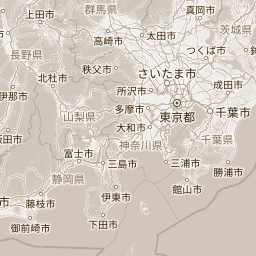 群馬県
真岡市
上田市
高崎市
太田市
茨城県
つくば市
長野県
秩父市
北杜市
さいたま市
伊那市
所沢市
成田市
多摩市
山梨県
東京都
千葉市
大和市
飯田市
神奈川県
千葉県
富士市
三島市
三浦市
勝浦市
静岡県
館山市
伊東市
藤枝市
下田市
御前崎市